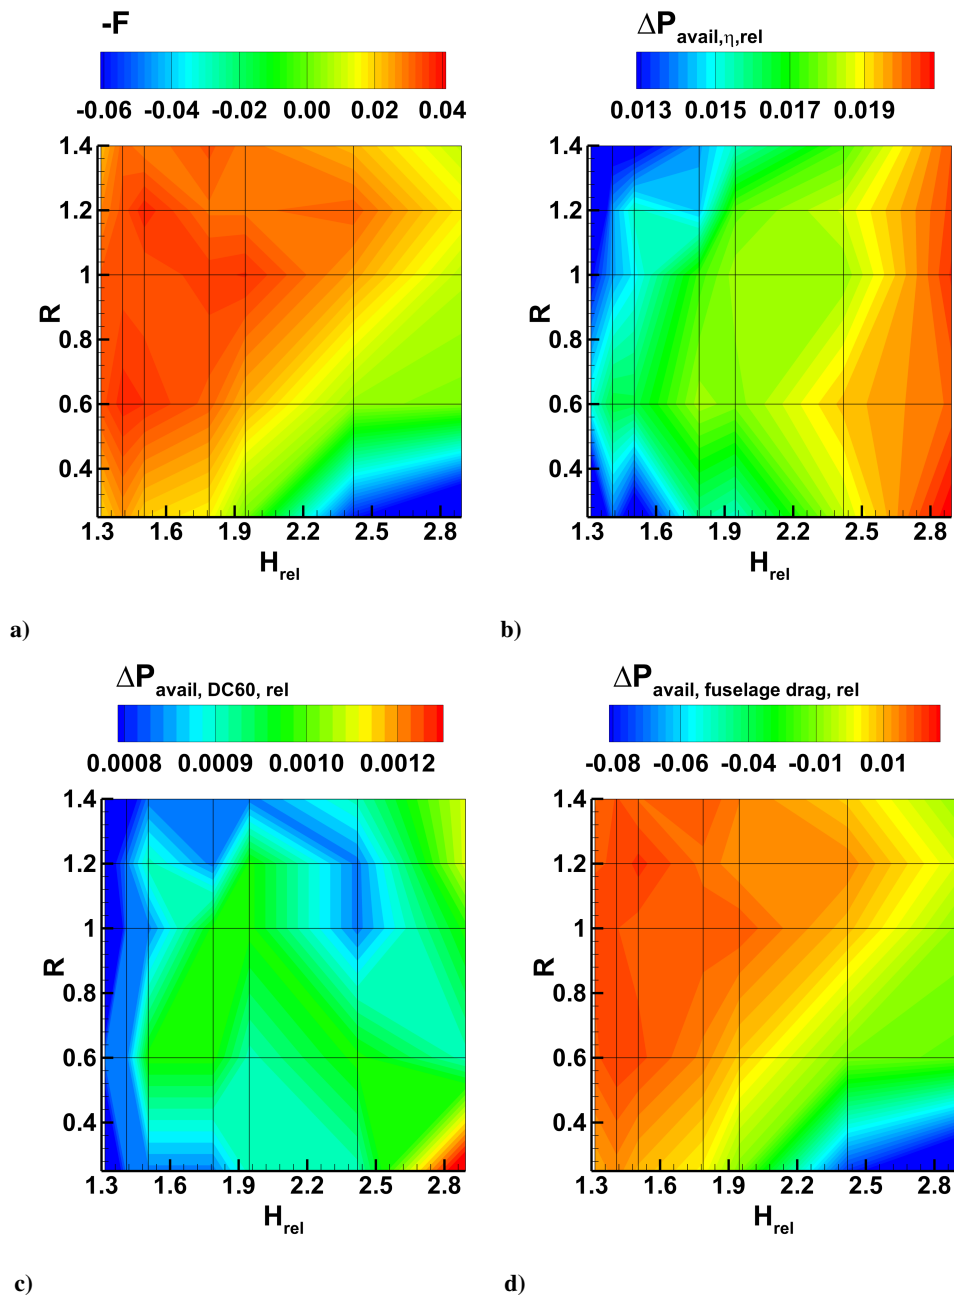 -F
-0.06 -0.04 -0.02 0.00 0.02 0.04
1.4
1.2
1
0.8
0.6
0.4
R
1.3 1.6 1.9 2.2 2.5 2.8
H_rel
a)
ΔP_avail,η,rel
0.013 0.015 0.017 0.019
1.4
1.2
1
0.8
0.6
0.4
R
1.3 1.6 1.9 2.2 2.5 2.8
H_rel
b)
ΔP_avail, DC60, rel
0.0008 0.0009 0.0010 0.0012
1.4
1.2
1
0.8
0.6
0.4
R
1.3 1.6 1.9 2.2 2.5 2.8
H_rel
c)
ΔP_avail, fuselage drag, rel
-0.08 -0.06 -0.04 -0.01 0.01
1.4
1.2
1
0.8
0.6
0.4
R
1.3 1.6 1.9 2.2 2.5 2.8
H_rel
d)